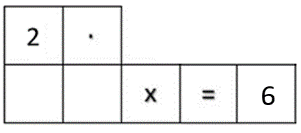 2 ·
x = 6